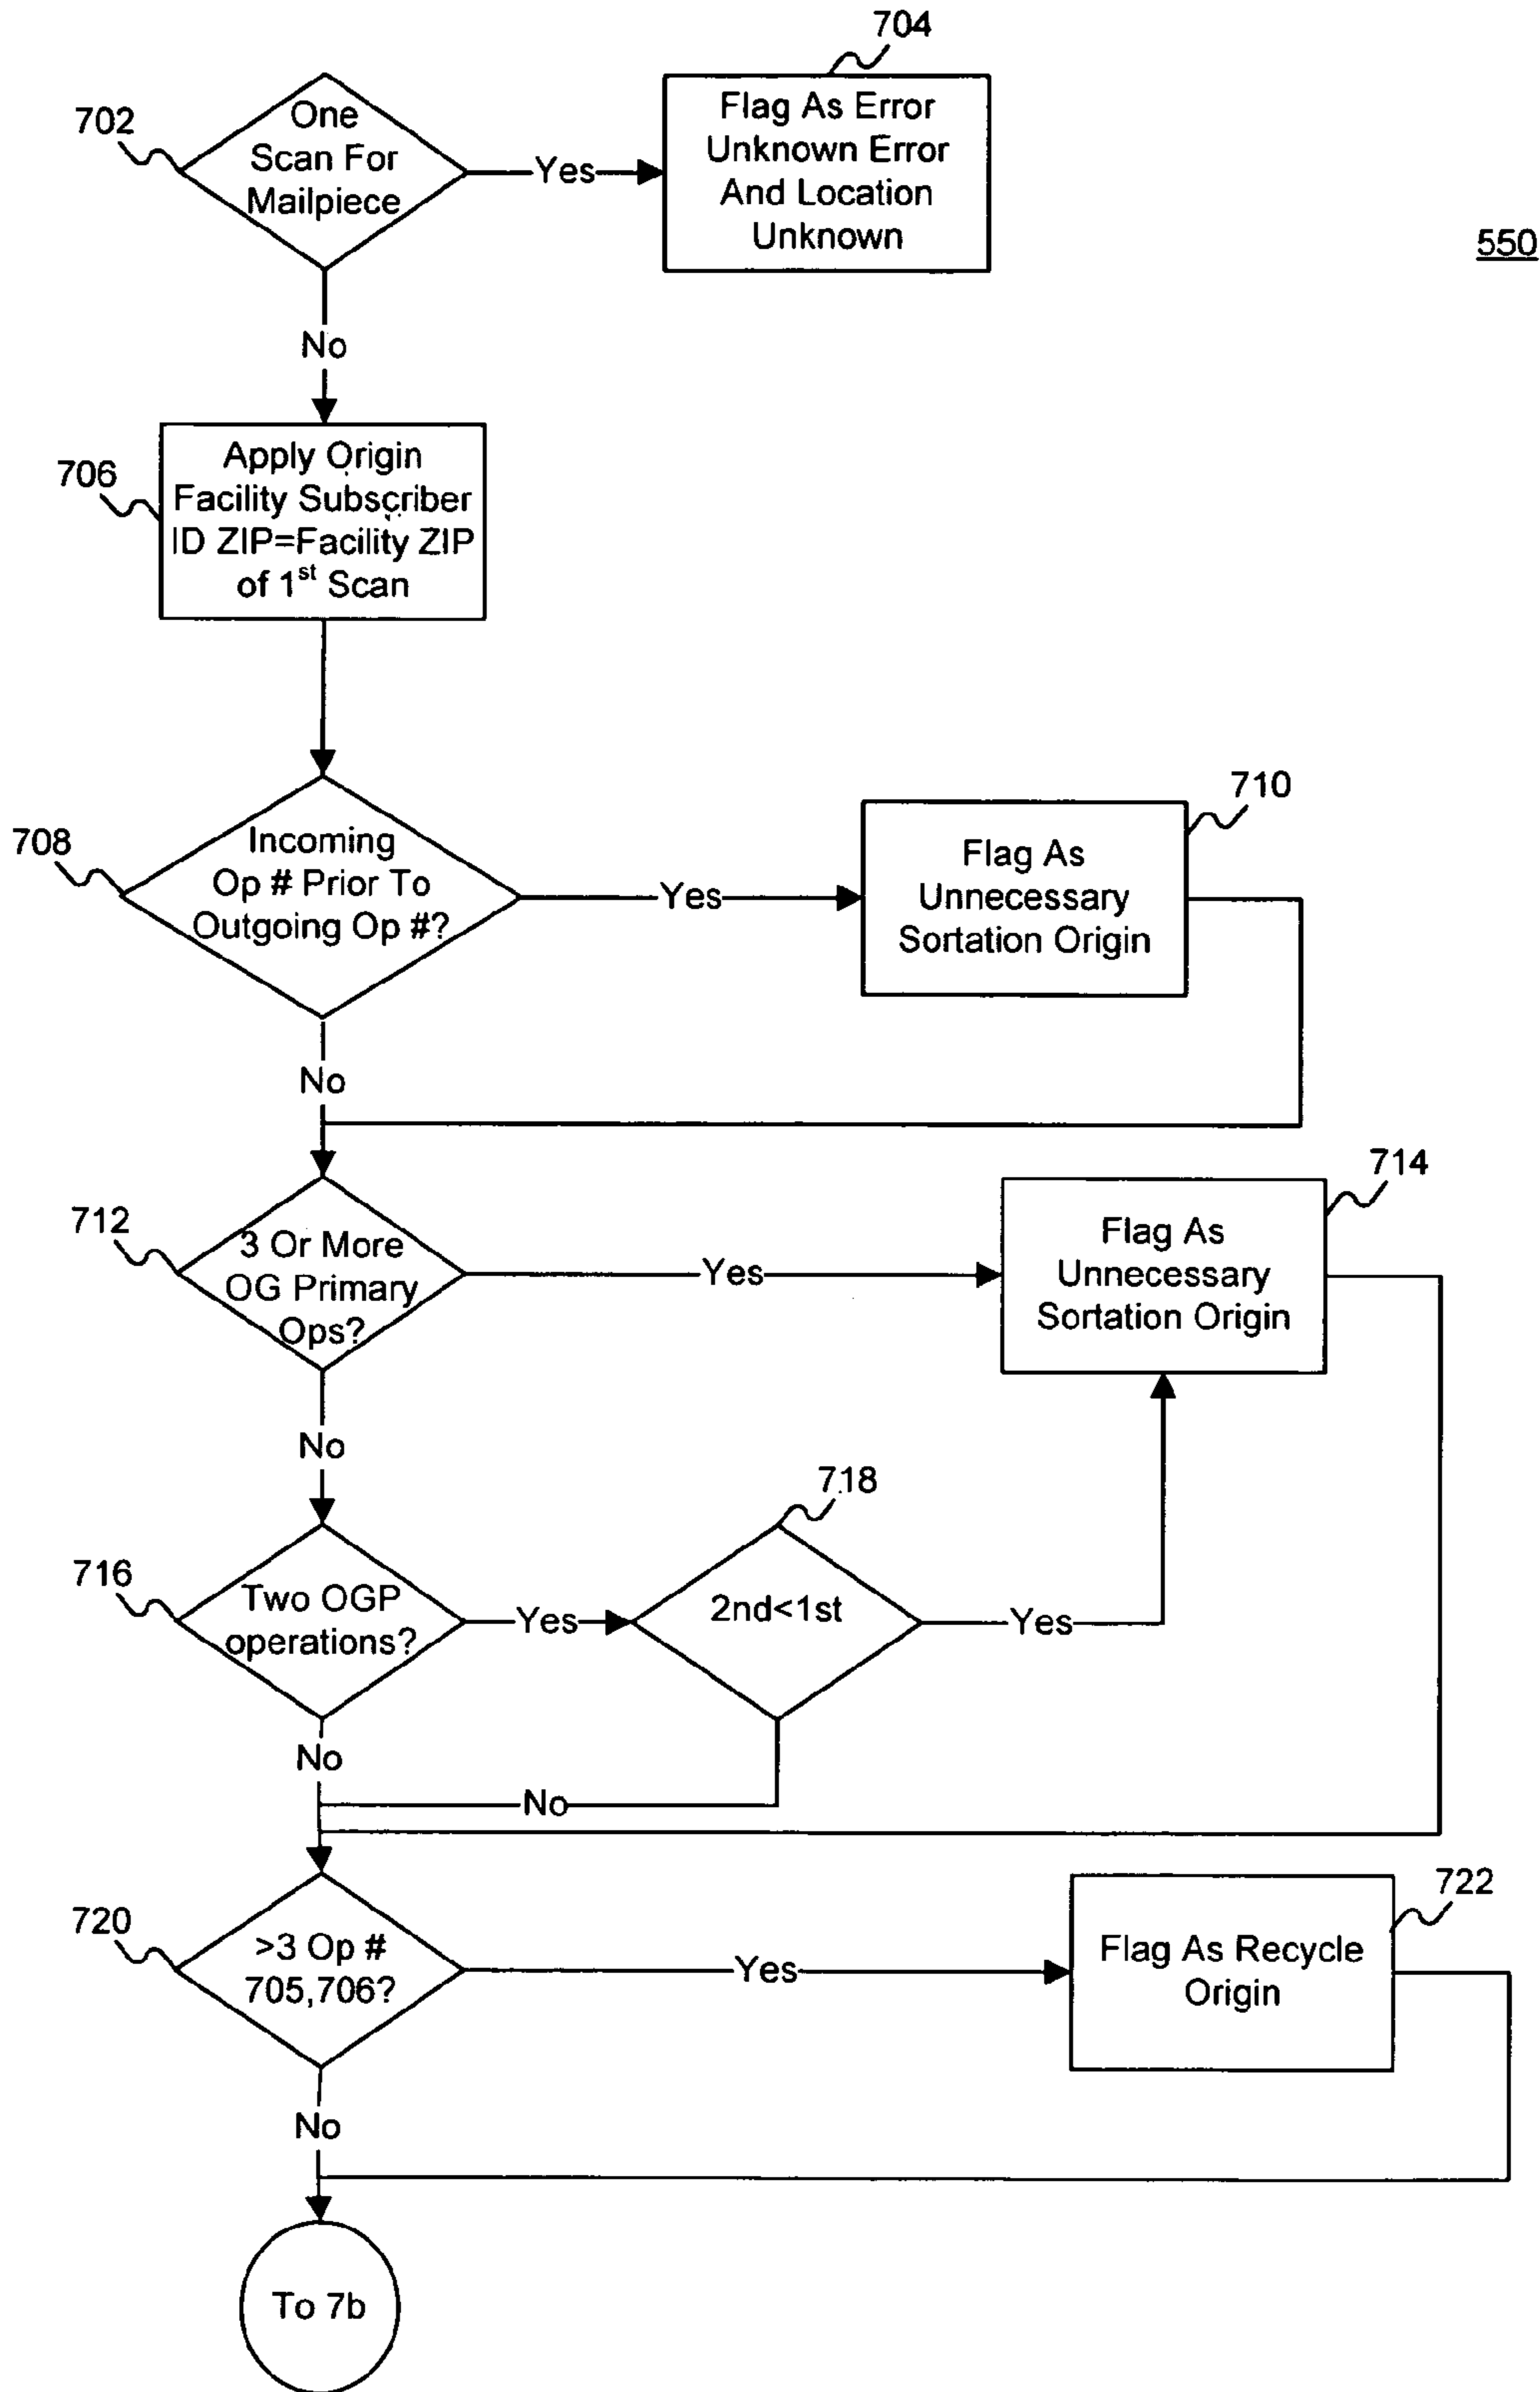 704
702
One
Scan For
Mailpiece
Yes
Flag As Error
Unknown Error
And Location
Unknown
550
No
706
Apply Origin
Facility Subscriber
ID ZIP=Facility ZIP
of 1st Scan
708
Incoming
Op # Prior To
Outgoing Op #?
Yes
710
Flag As
Unnecessary
Sortation Origin
No
712
3 Or More
OG Primary
Ops?
Yes
714
Flag As
Unnecessary
Sortation Origin
No
716
Two OGP
operations?
Yes
718
2nd<1st
Yes
No
No
720
>3 Op #
705,706?
Yes
722
Flag As Recycle
Origin
No
To 7b